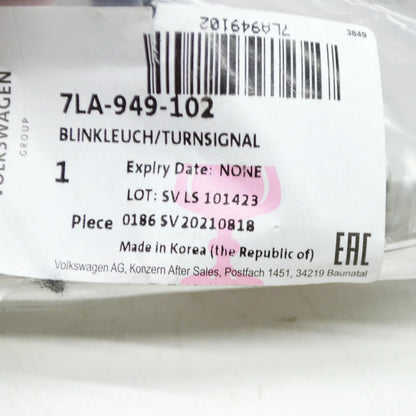 7LA949102
3849
VOLKSWAGEN
GROUP
7LA-949-102
BLINKLEUCH/TURNSIGNAL
1
Expiry Date: NONE
LOT: SV LS 101423
Piece
0186 SV 20210818
Made in Korea (the Republic of)
EAC
Volkswagen AG, Konzern After Sales, Postfach 1451, 34219 Baunatal